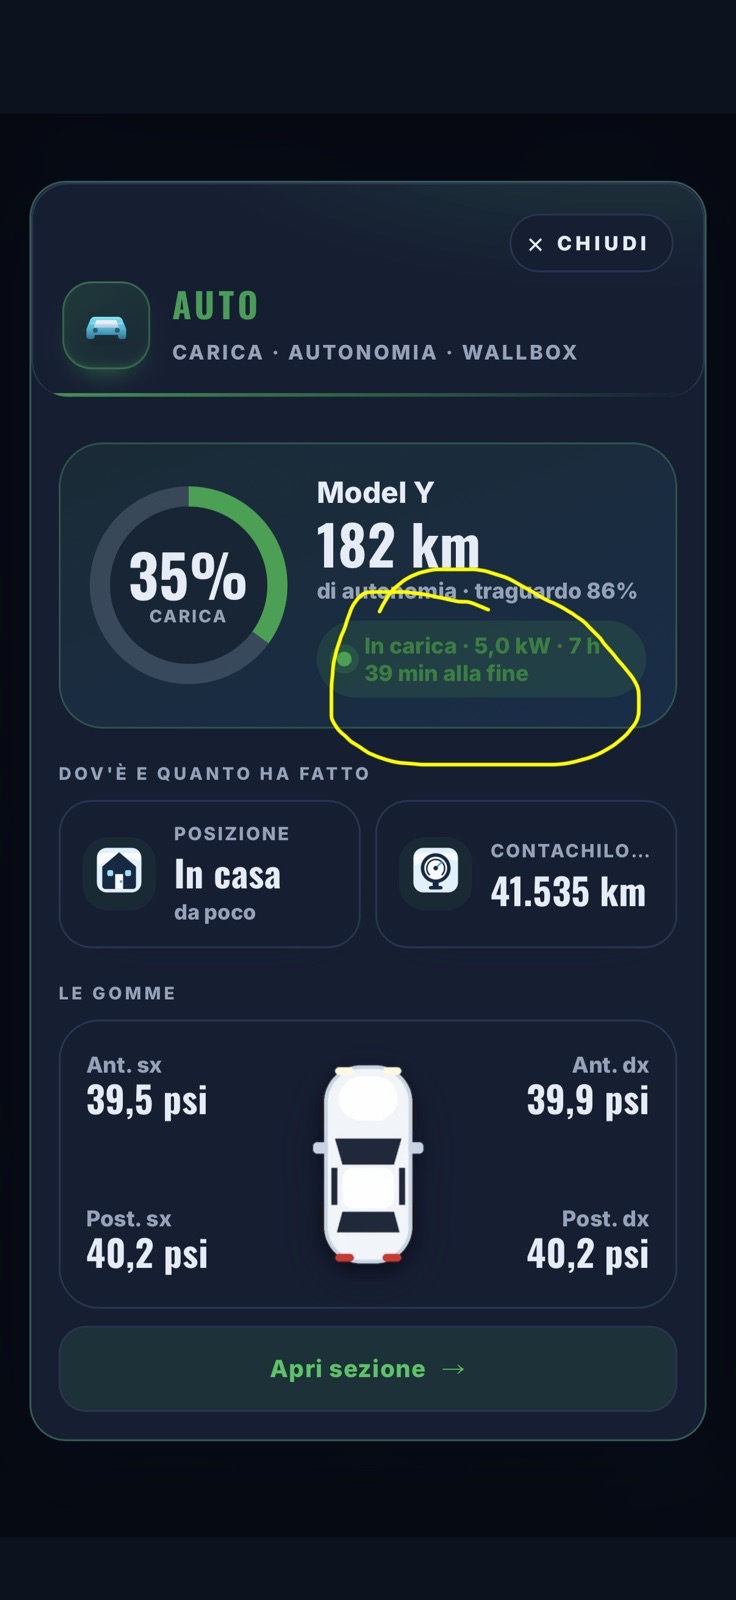 × CHIUDI
AUTO
CARICA · AUTONOMIA · WALLBOX
35%
CARICA
Model Y
182 km
di autonomia · traguardo 86%
In carica · 5,0 kW · 7 h
39 min alla fine
DOV'È E QUANTO HA FATTO
POSIZIONE
In casa
da poco
CONTACHILO...
41.535 km
LE GOMME
Ant. sx
39,5 psi
Ant. dx
39,9 psi
Post. sx
40,2 psi
Post. dx
40,2 psi
Apri sezione →